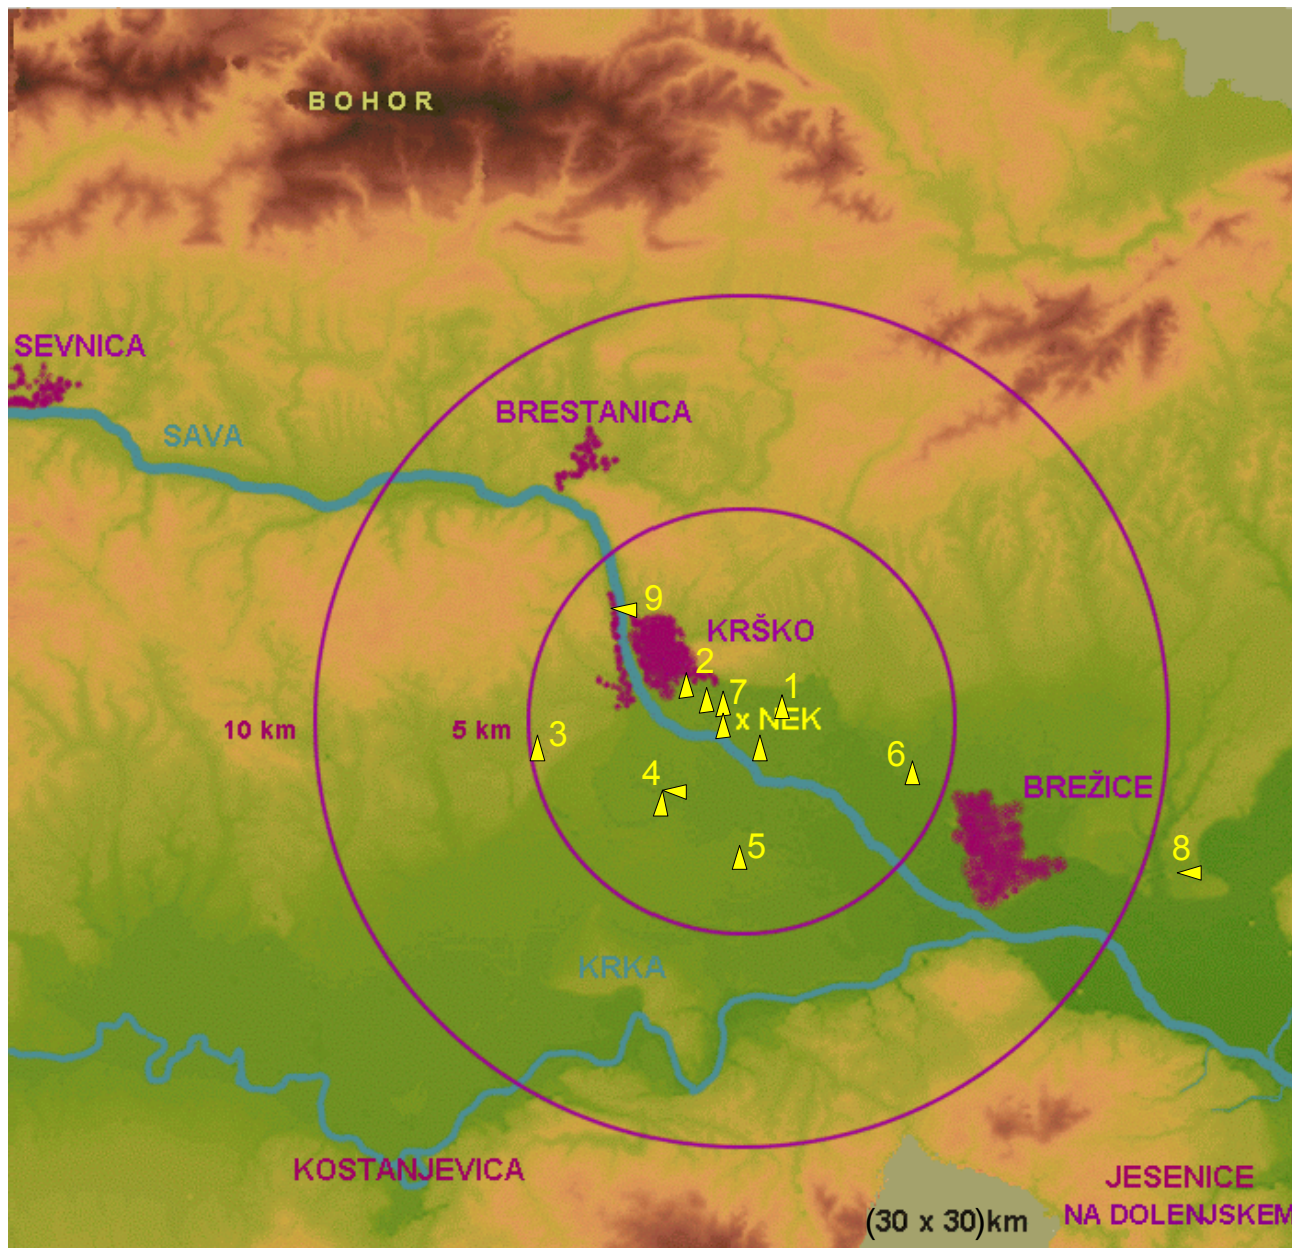 BOHOR
SEVNICA
BRESTANICA
SAVA
9
KRŠKO
2
7
1
x NEK
10 km
5 km
3
6
4
BREŽICE
5
8
KRKA
KOSTANJEVICA
JESENICE
NA DOLENJSKEM
(30 x 30)km